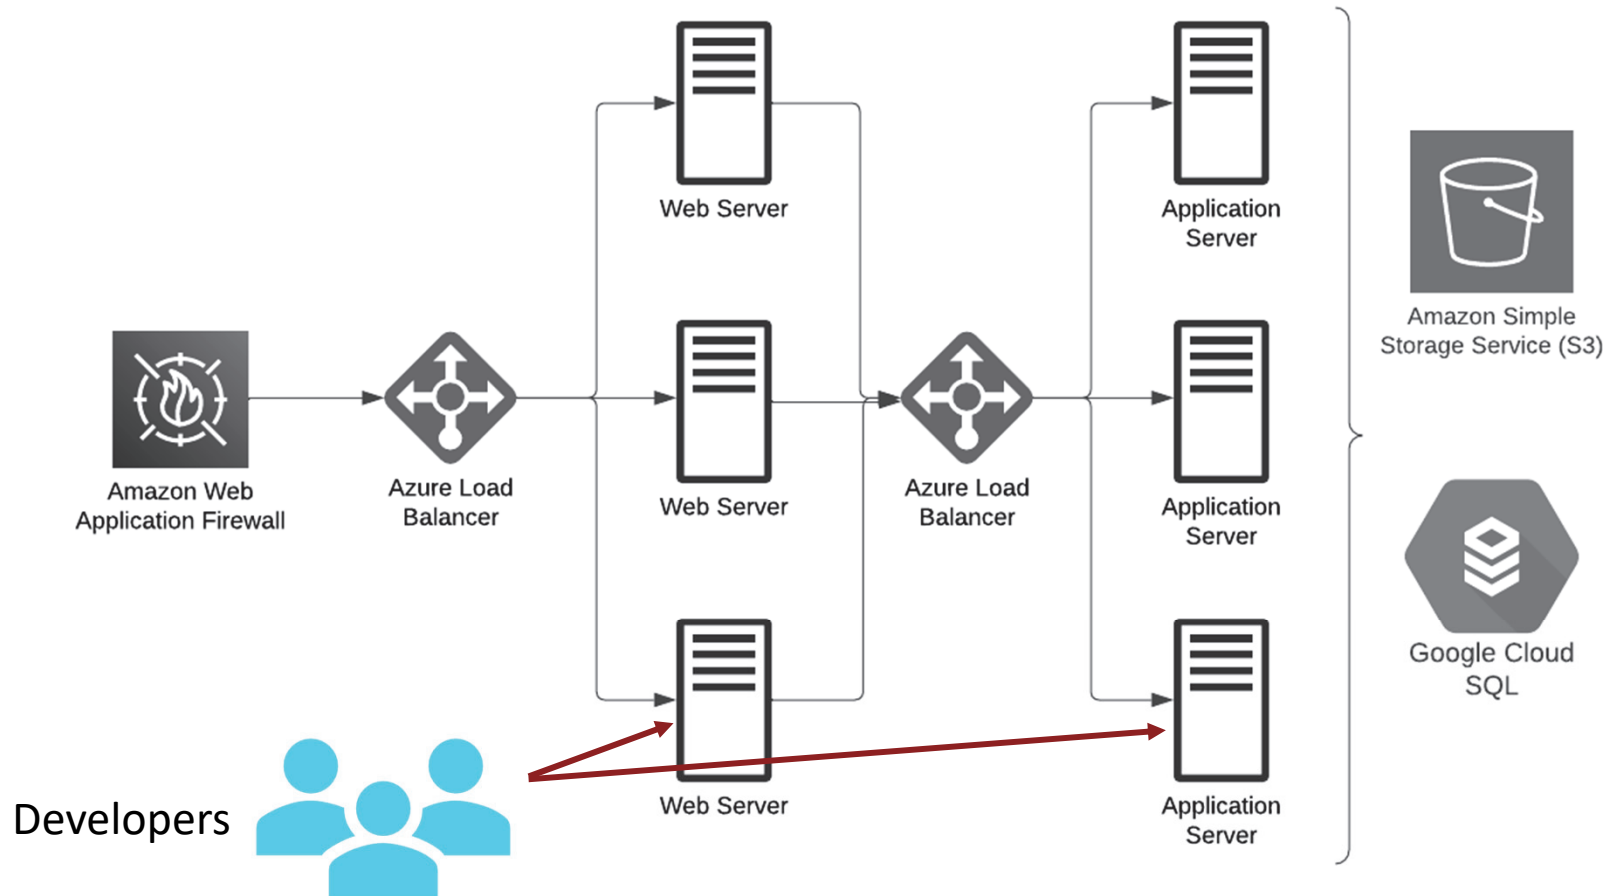 Web Server
Application
Server
Amazon Simple
Storage Service (S3)
Amazon Web
Application Firewall
Azure Load
Balancer
Web Server
Azure Load
Balancer
Application
Server
Google Cloud
SQL
Developers
Web Server
Application
Server